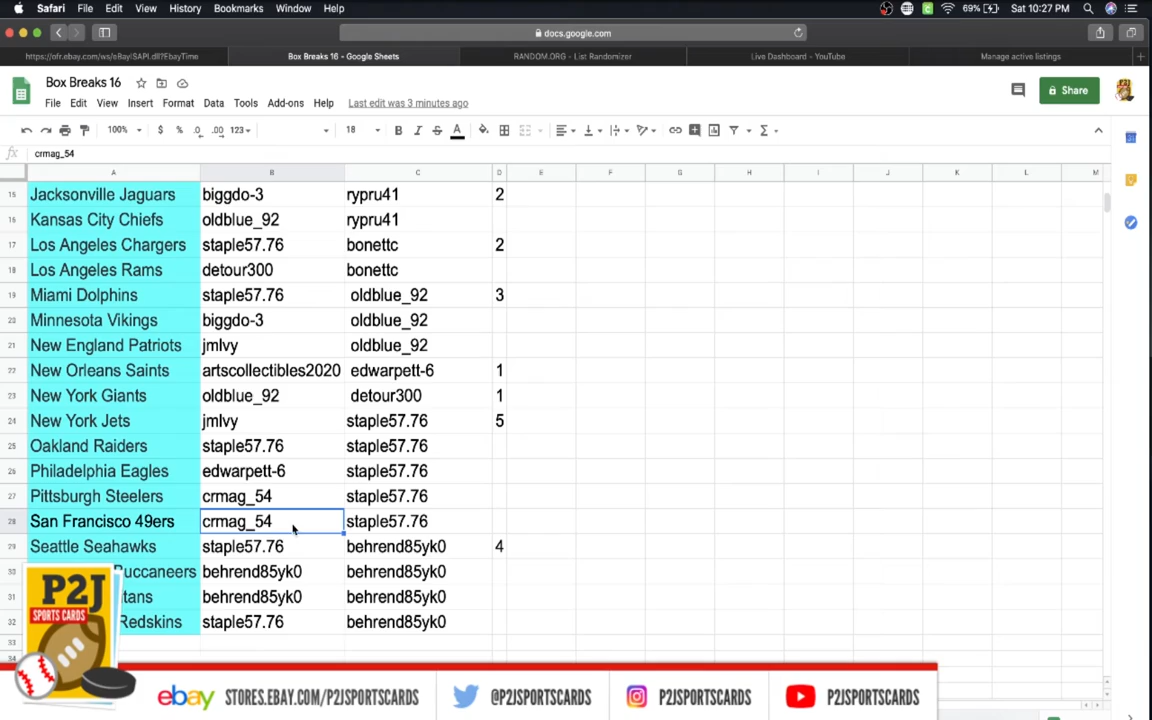 Safari File Edit View History Bookmarks Window Help 69% Sat 10:27 PM
docs.google.com
https://ofr.ebay.com/ws/eBayISAPI.dll?EbayTime Box Breaks 16 - Google Sheets RANDOM.ORG - List Randomizer Live Dashboard - YouTube Manage active listings
Box Breaks 16
File Edit View Insert Format Data Tools Add-ons Help Last edit was 3 minutes ago Share
100% $ % .0 .00 123 18 B I S A
fx crmag_54
A B C D E F G H I J K L M
15 Jacksonville Jaguars biggdo-3 rypru41 2
16 Kansas City Chiefs oldblue_92 rypru41
17 Los Angeles Chargers staple57.76 bonettc 2
18 Los Angeles Rams detour300 bonettc
19 Miami Dolphins staple57.76 oldblue_92 3
20 Minnesota Vikings biggdo-3 oldblue_92
21 New England Patriots jmlvy oldblue_92
22 New Orleans Saints artscollectibles2020 edwarpett-6 1
23 New York Giants oldblue_92 detour300 1
24 New York Jets jmlvy staple57.76 5
25 Oakland Raiders staple57.76 staple57.76
26 Philadelphia Eagles edwarpett-6 staple57.76
27 Pittsburgh Steelers crmag_54 staple57.76
28 San Francisco 49ers crmag_54 staple57.76
29 Seattle Seahawks staple57.76 behrend85yk0 4
30 Buccaneers behrend85yk0 behrend85yk0
31 tans behrend85yk0 behrend85yk0
32 Redskins staple57.76 behrend85yk0
33
34
P2J
SPORTS CARDS
ebay STORES.EBAY.COM/P2JSPORTSCARDS @P2JSPORTSCARDS P2JSPORTSCARDS P2JSPORTSCARDS